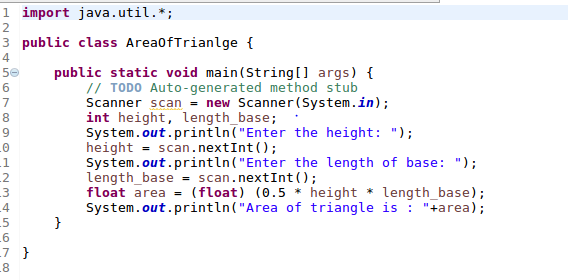 1 import java.util.*;
2
3 public class AreaOfTrianlge {
4
5 public static void main(String[] args) {
6 // TODO Auto-generated method stub
7 Scanner scan = new Scanner(System.in);
8 int height, length_base;
9 System.out.println("Enter the height: ");
.0 height = scan.nextInt();
.1 System.out.println("Enter the length of base: ");
.2 length_base = scan.nextInt();
.3 float area = (float) (0.5 * height * length_base);
.4 System.out.println("Area of triangle is : "+area);
.5 }
.6
.7 }
.8